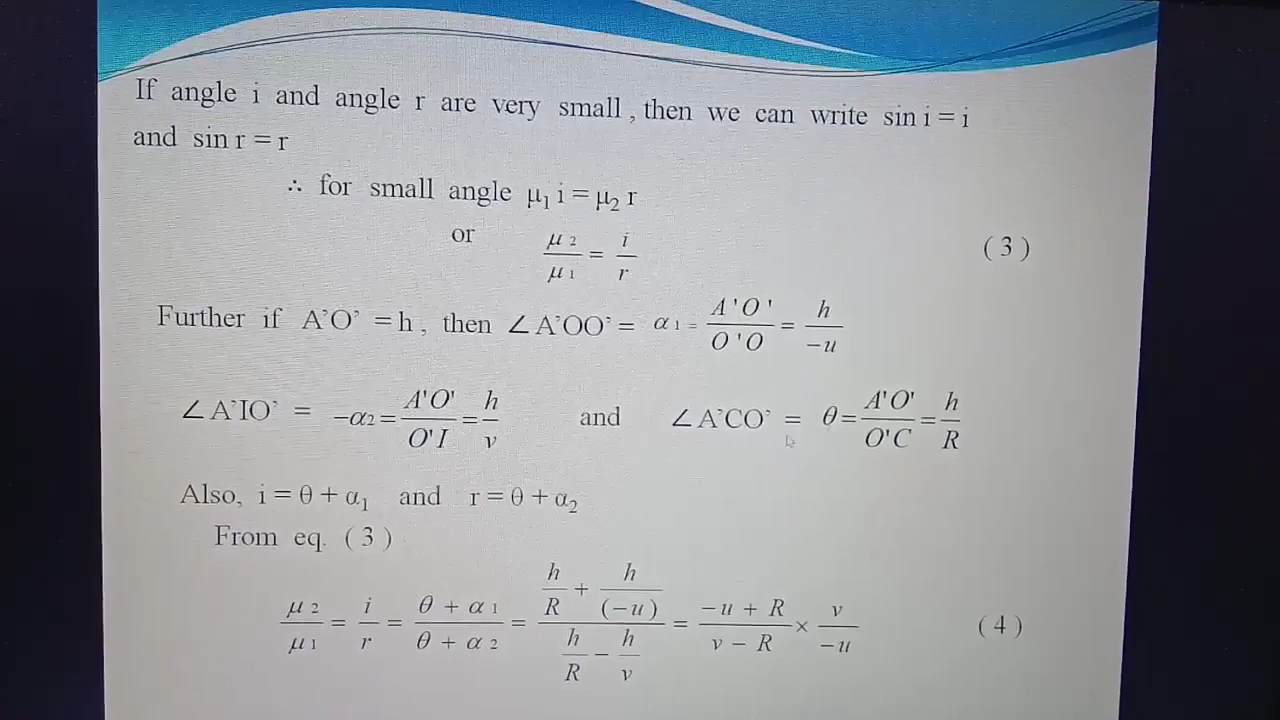 If angle i and angle r are very small , then we can write sin i = i
and sin r = r
∴ for small angle μ₁ i = μ₂ r
or μ₂/μ₁ = i/r (3)
Further if A’O’ = h , then ∠A’OO’ = α₁ = A'O'/O'O = h/−u
∠A’IO’ = −α₂ = A'O'/O'I = h/v and ∠A’CO’ = θ = A'O'/O'C = h/R
Also, i = θ + α₁ and r = θ + α₂
From eq. (3)
μ₂/μ₁ = i/r = (θ + α₁)/(θ + α₂) = (h/R + h/(−u))/(h/R − h/v) = (−u + R)/(v − R) × v/−u (4)